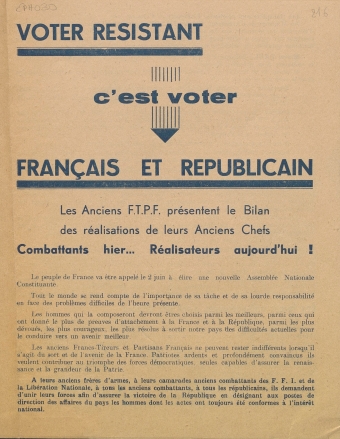 VOTER RESISTANT
c'est voter
FRANÇAIS ET REPUBLICAIN
Les Anciens F.T.P.F. présentent le Bilan
des réalisations de leurs Anciens Chefs
Combattants hier... Réalisateurs aujourd'hui !
Le peuple de France va être appelé le 2 juin à élire une nouvelle Assemblée Nationale
Constituante
Tout le monde se rend compte de l'importance de sa tâche et de sa lourde responsabilité
en face des problèmes difficiles de l'heure présente.
Les hommes qui la composeront devront être choisis parmi les meilleurs, parmi ceux qui
ont donné le plus de preuves d'attachement à la France et à la République, parmi les plus
dévoués, les plus courageux, les plus résolus à sortir notre pays des difficultés actuelles pour
le conduire vers un avenir meilleur.
Les anciens Francs-Tireurs et Partisans Français ne peuvent rester indifférents lorsqu'il
s'agit du sort et de l'avenir de la France. Patriotes ardents et profondément convaincus ils
veulent contribuer au triomphe des forces démocratiques seules capables d'assurer la renais-
sance et la grandeur de la Patrie.
A leurs anciens frères d'armes, à leurs camarades anciens combattants des F. F. I. et de
la Libération Nationale, à tous les anciens combattants, à tous les républicains, ils demandent
d'unir leurs forces afin d'assurer la victoire de la République en désignant aux postes de
direction des affaires du pays les hommes dont les actes ont toujours été conformes à l'intérêt
national.